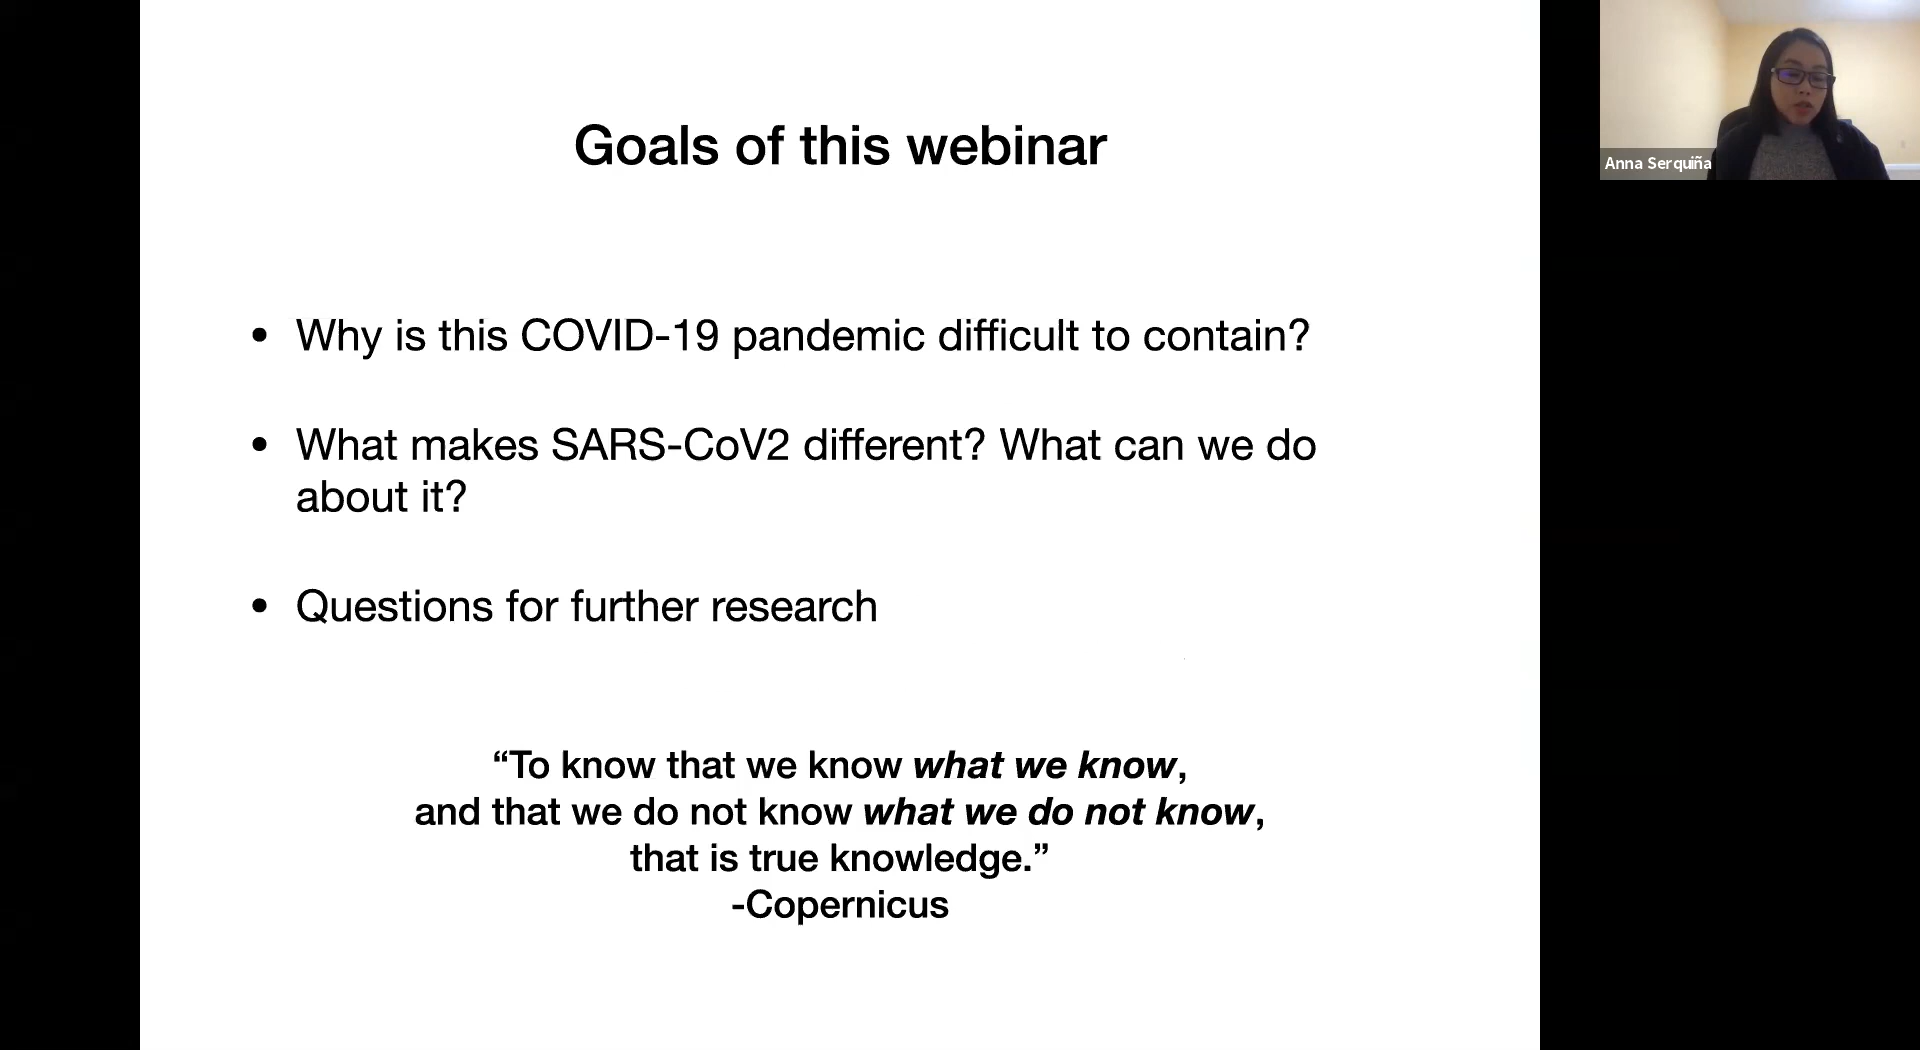 Goals of this webinar
• Why is this COVID-19 pandemic difficult to contain?
• What makes SARS-CoV2 different? What can we do
about it?
• Questions for further research
“To know that we know what we know,
and that we do not know what we do not know,
that is true knowledge.”
-Copernicus
Anna Serquiña